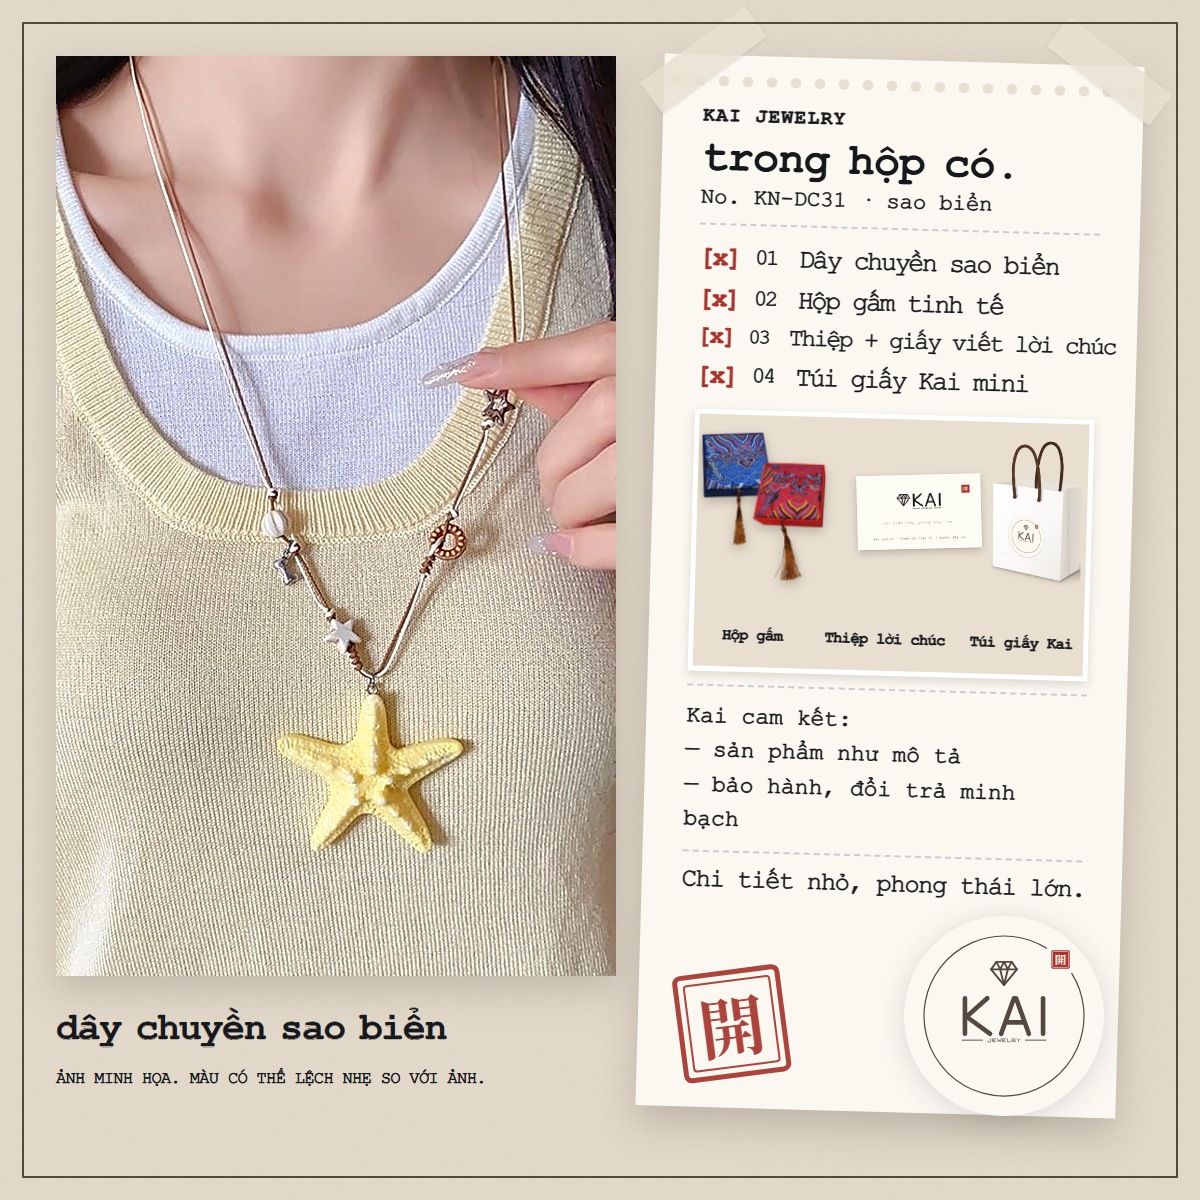 KAI JEWELRY
trong hộp có.
No. KN-DC31 · sao biển
[x] 01 Dây chuyền sao biển
[x] 02 Hộp gấm tinh tế
[x] 03 Thiệp + giấy viết lời chúc
[x] 04 Túi giấy Kai mini
KAI
KAI
Hộp gấm
Thiệp lời chúc
Túi giấy Kai
Kai cam kết:
— sản phẩm như mô tả
— bảo hành, đổi trả minh
bạch
Chi tiết nhỏ, phong thái lớn.
開
開
KAI
JEWELRY
dây chuyền sao biển
ẢNH MINH HỌA. MÀU CÓ THỂ LỆCH NHẸ SO VỚI ẢNH.